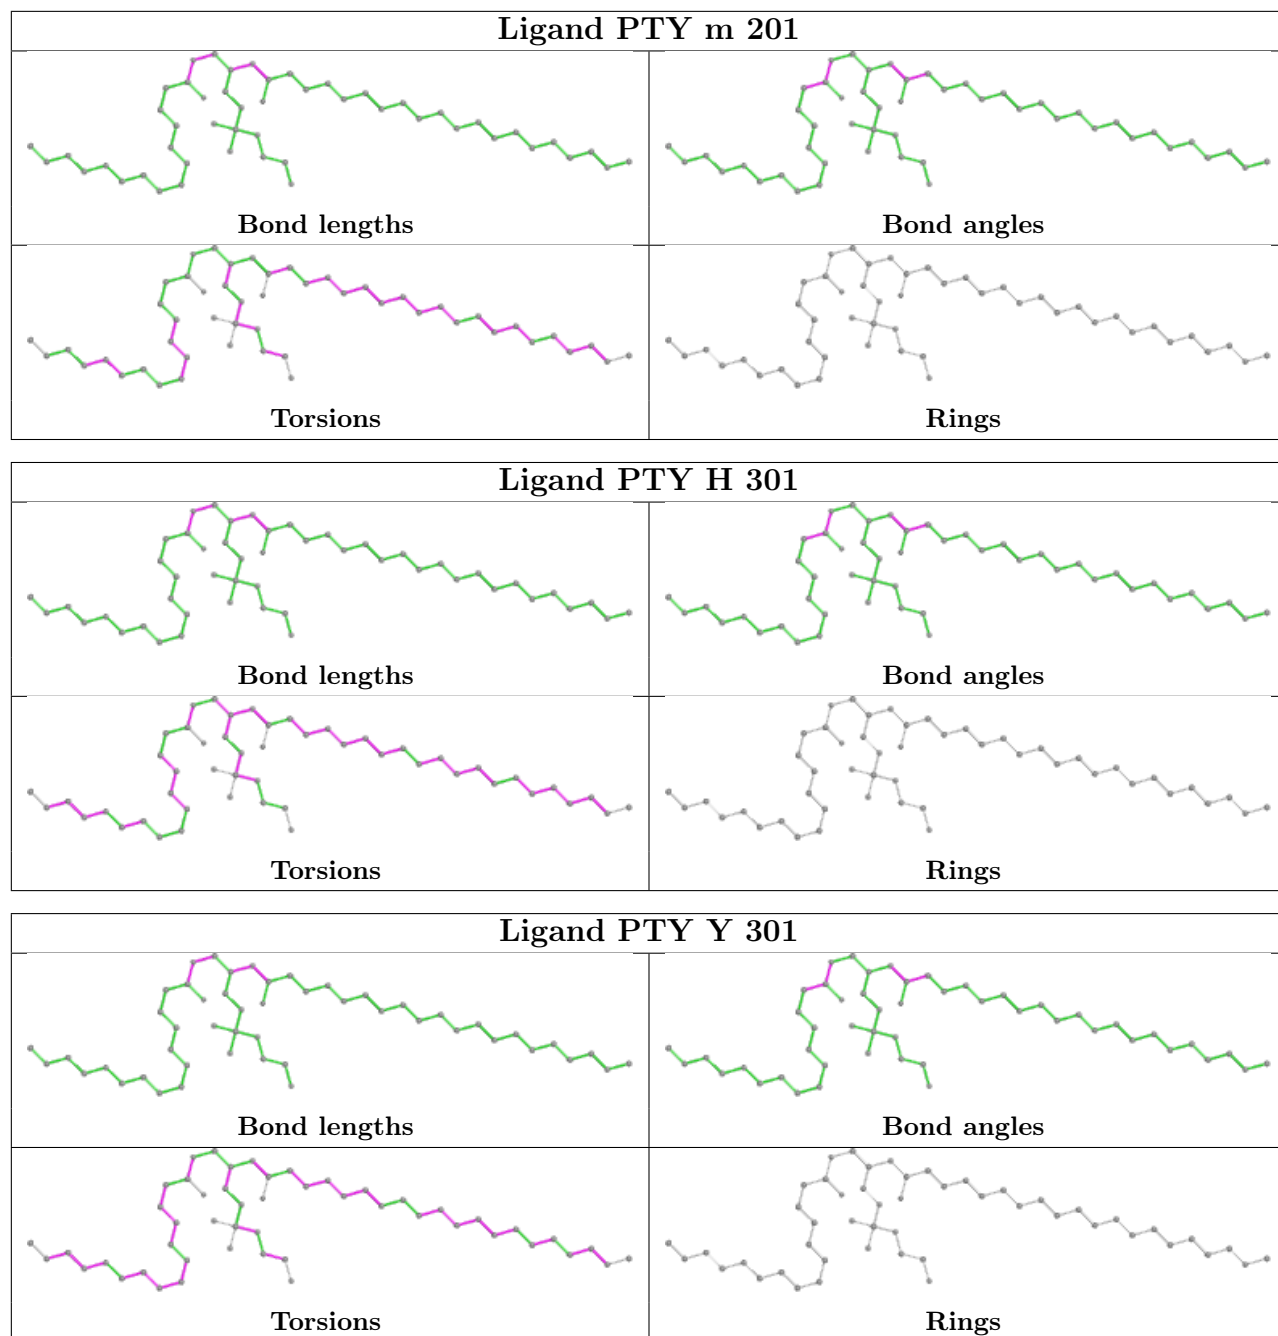 Ligand PTY m 201
Bond lengths
Bond angles
Torsions
Rings
Ligand PTY H 301
Bond lengths
Bond angles
Torsions
Rings
Ligand PTY Y 301
Bond lengths
Bond angles
Torsions
Rings